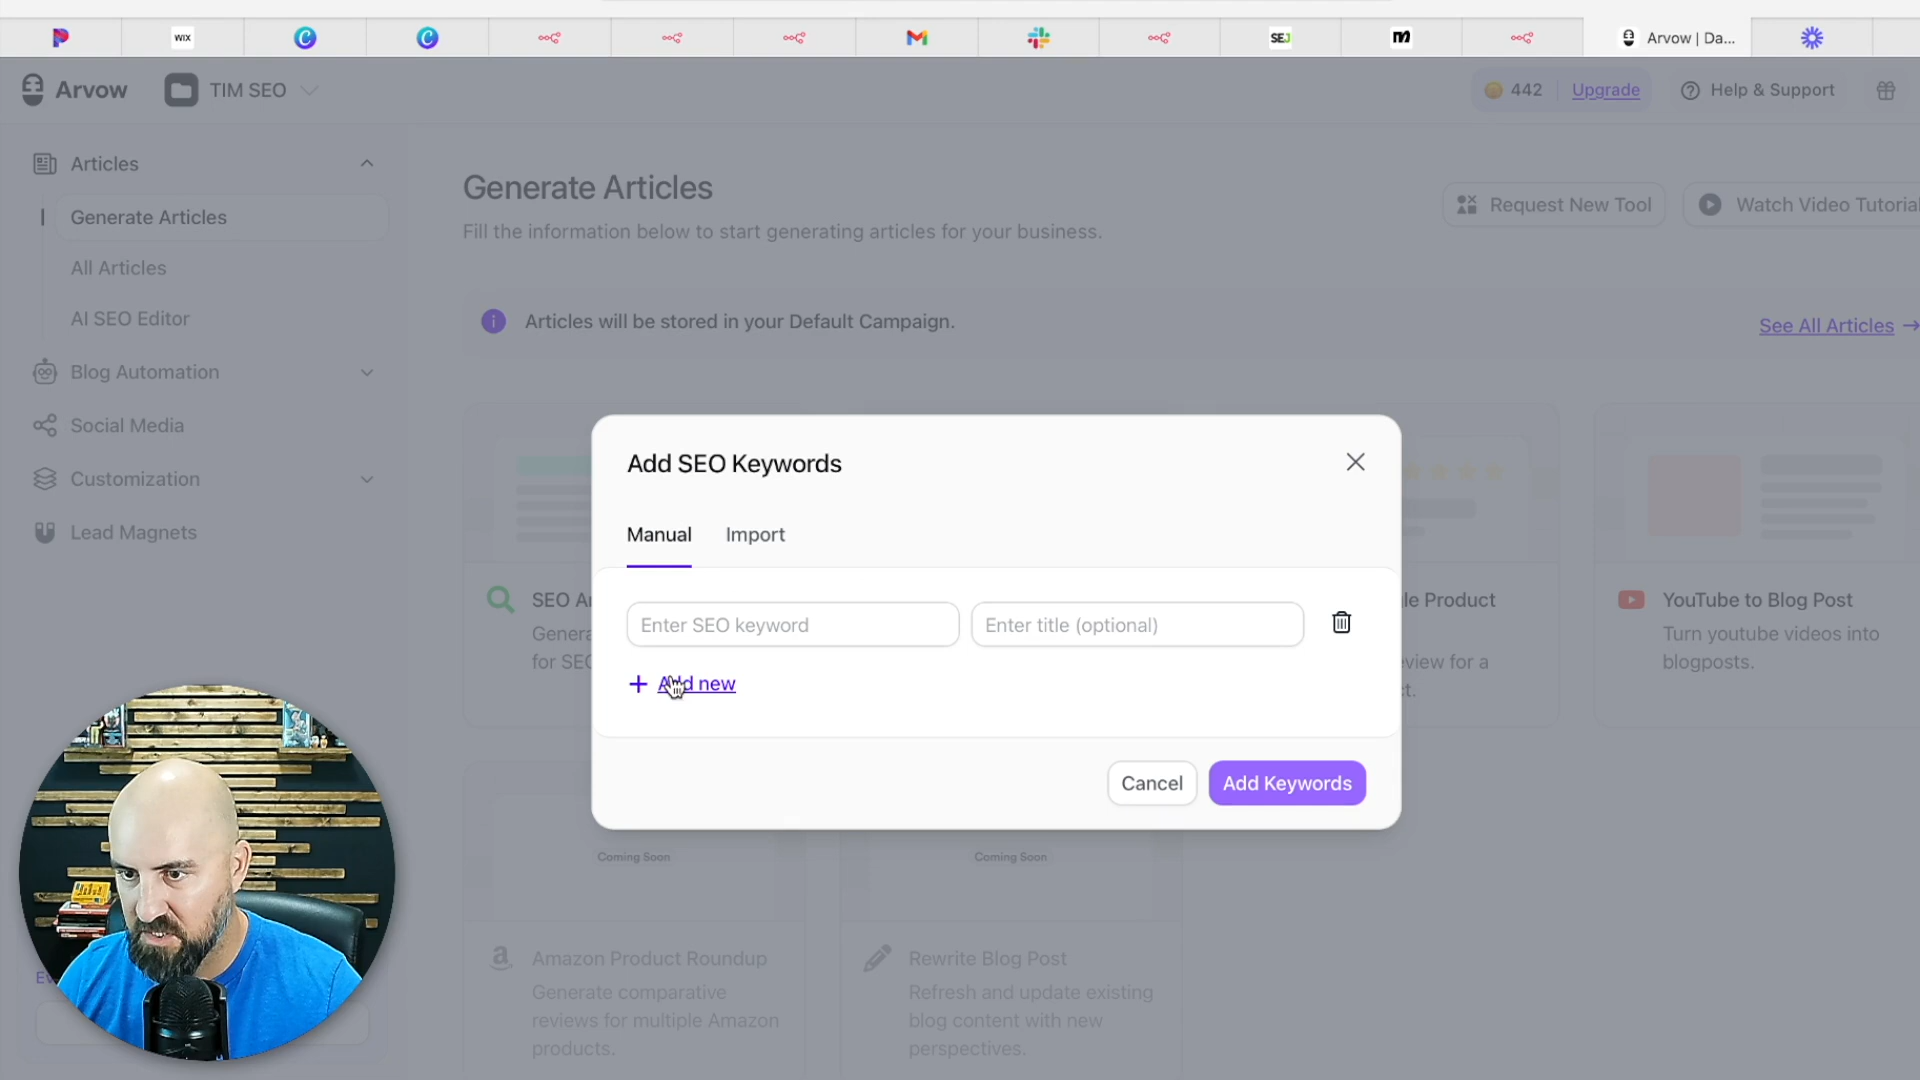 WIX
SEJ
Arvow | Da...
Arvow
TIM SEO
442
Upgrade
Help & Support
Articles
Generate Articles
All Articles
AI SEO Editor
Blog Automation
Social Media
Customization
Lead Magnets
Generate Articles
Fill the information below to start generating articles for your business.
Request New Tool
Watch Video Tutorial
Articles will be stored in your Default Campaign.
See All Articles
Add SEO Keywords
Manual
Import
Enter SEO keyword
Enter title (optional)
+ Add new
Cancel
Add Keywords
YouTube to Blog Post
Turn youtube videos into
blogposts.
Product
for a
Coming Soon
Coming Soon
Amazon Product Roundup
Generate comparative
reviews for multiple Amazon
products.
Rewrite Blog Post
Refresh and update existing
blog content with new
perspectives.